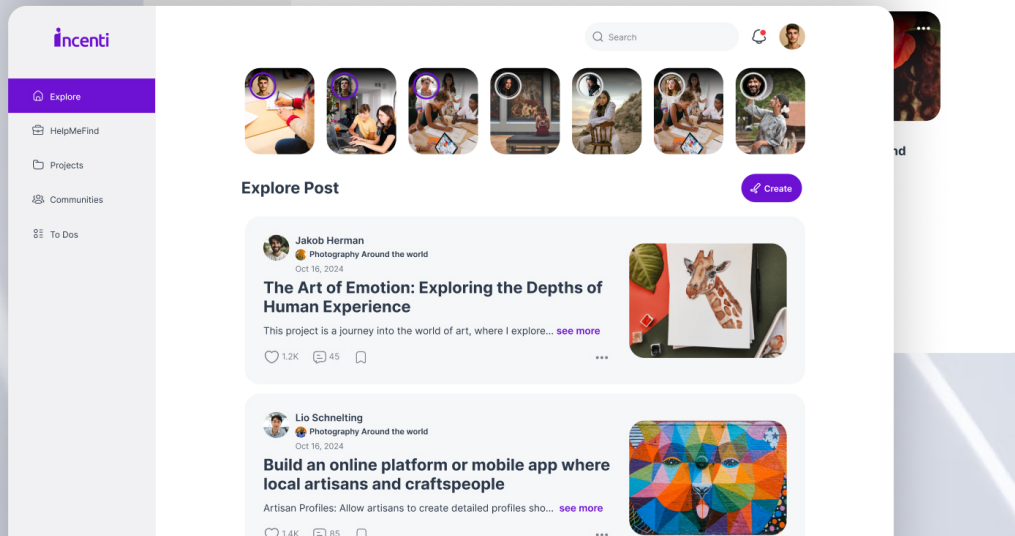 incenti
Search
Explore
HelpMeFind
Projects
Communities
To Dos
Explore Post
Create
Jakob Herman
Photography Around the world
Oct 16, 2024
The Art of Emotion: Exploring the Depths of
Human Experience
This project is a journey into the world of art, where I explore... see more
1.2K 45
Lio Schnelting
Photography Around the world
Oct 16, 2024
Build an online platform or mobile app where
local artisans and craftspeople
Artisan Profiles: Allow artisans to create detailed profiles sho... see more
1.4K 85
nd